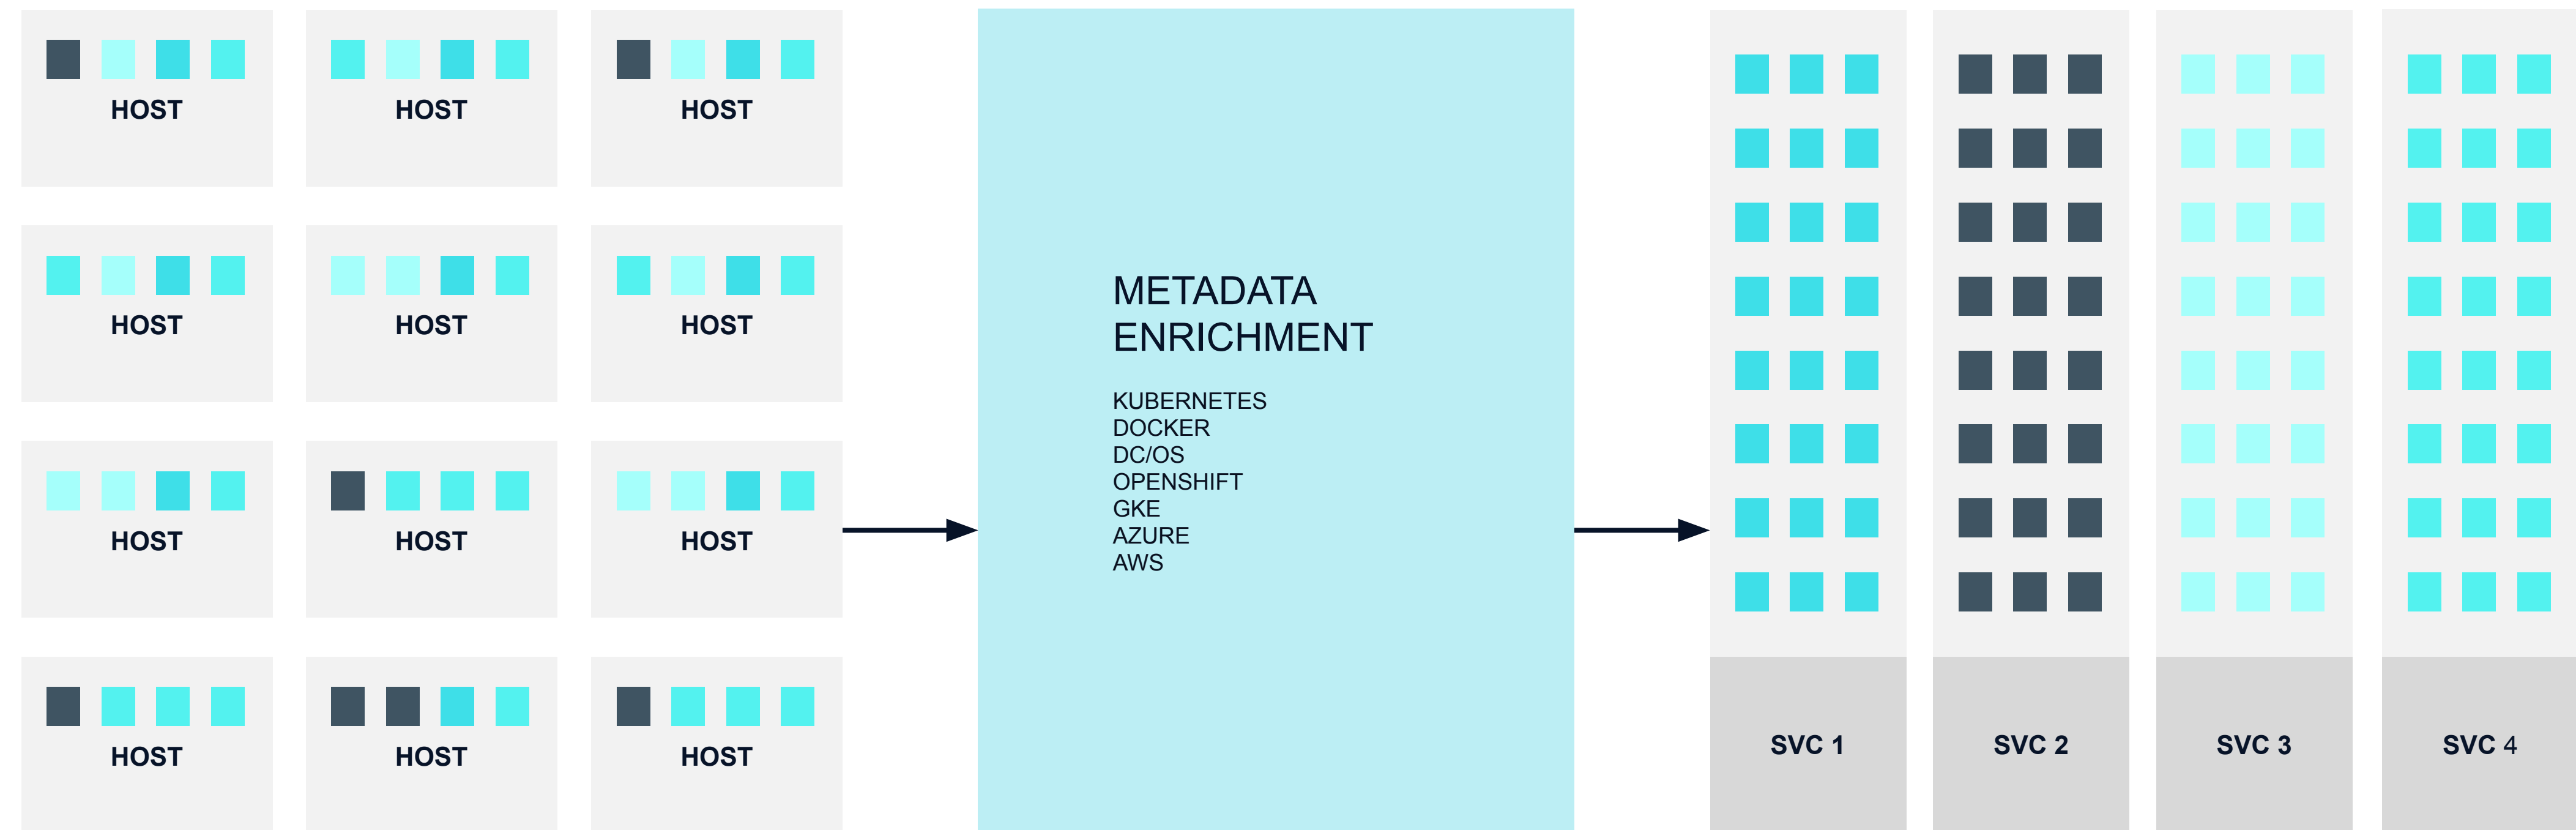 HOST
HOST
HOST
HOST
HOST
HOST
HOST
HOST
HOST
HOST
HOST
HOST
METADATA
ENRICHMENT
KUBERNETES
DOCKER
DC/OS
OPENSHIFT
GKE
AZURE
AWS
SVC 1
SVC 2
SVC 3
SVC 4